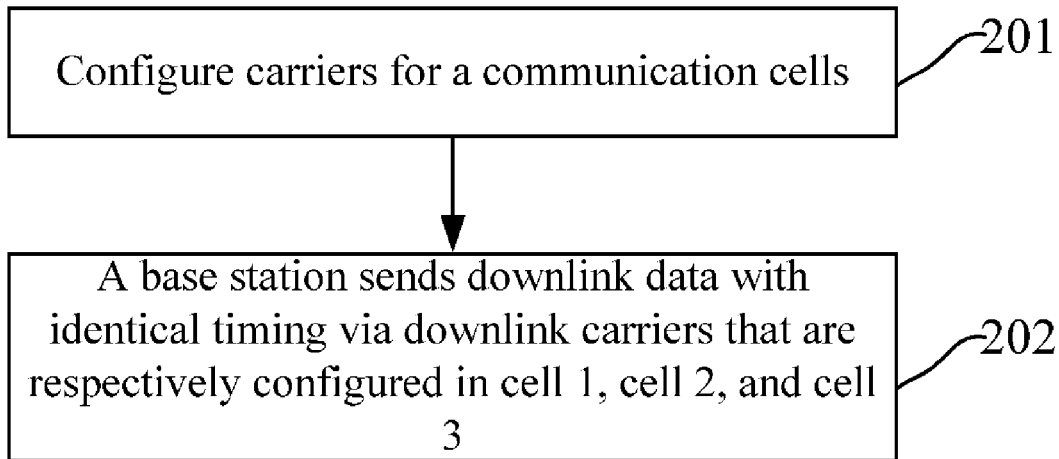 201
Configure carriers for a communication cells
A base station sends downlink data with
identical timing via downlink carriers that are
respectively configured in cell 1, cell 2, and cell
3
202